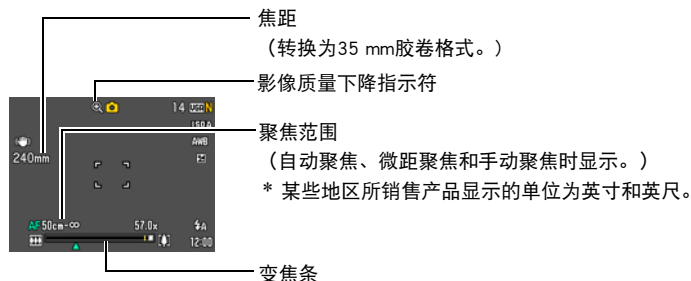 焦距
（转换为35 mm胶卷格式。）
影像质量下降指示符
14 N
ISO A
聚焦范围
AWB
（自动聚焦、微距聚焦和手动聚焦时显示。）
240mm
* 某些地区所销售产品显示的单位为英寸和英尺。
AF 50cm-∞ 57.0x A
12:00
变焦条